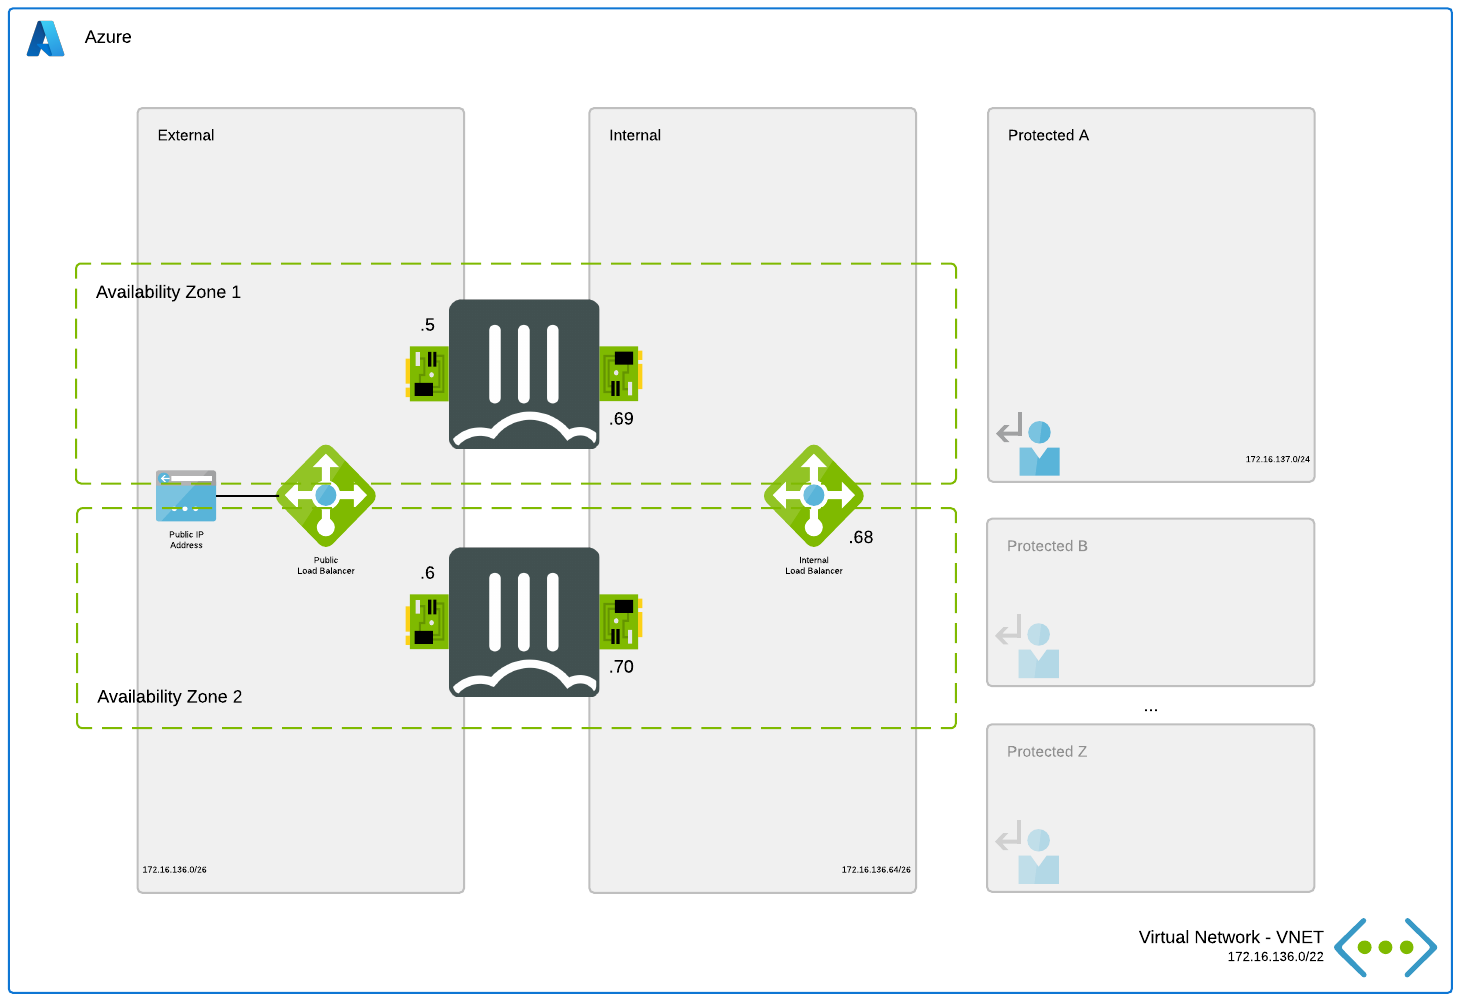 Azure
External
Internal
Protected A
Availability Zone 1
.5
.69
172.16.137.0/24
Public IP
Address
Public
Load Balancer
.68
Internal
Load Balancer
Protected B
.6
.70
Availability Zone 2
...
Protected Z
172.16.136.0/26
172.16.136.64/26
Virtual Network - VNET
172.16.136.0/22